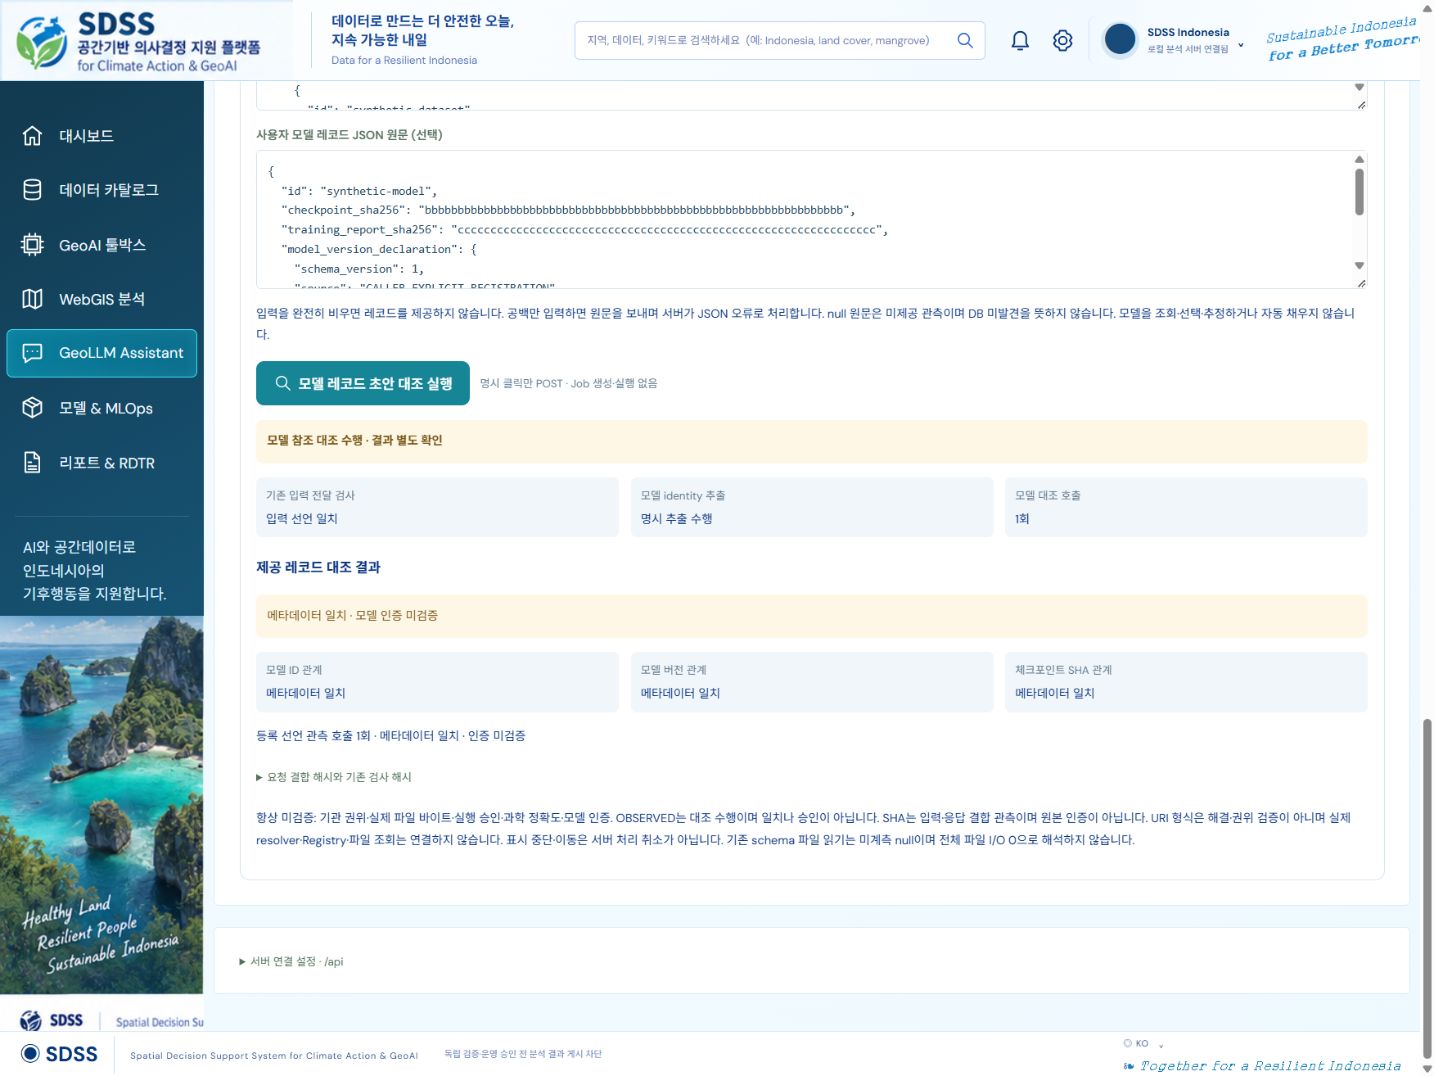 SDSS
공간기반 의사결정 지원 플랫폼
for Climate Action & GeoAI
데이터로 만드는 더 안전한 오늘,
지속 가능한 내일
Data for a Resilient Indonesia
지역, 데이터, 키워드로 검색하세요 (예: Indonesia, land cover, mangrove)
SDSS Indonesia
로컬 분석 서버 연결됨
Sustainable Indonesia
for a Better Tomorro
대시보드
데이터 카탈로그
GeoAI 툴박스
WebGIS 분석
GeoLLM Assistant
모델 & MLOps
리포트 & RDTR
AI와 공간데이터로
인도네시아의
기후행동을 지원합니다.
Healthy Land
Resilient People
Sustainable Indonesia
SDSS
Spatial Decision Su
{
"id": "synthetic-dataset"
사용자 모델 레코드 JSON 원문 (선택)
{
"id": "synthetic-model",
"checkpoint_sha256": "bbbbbbbbbbbbbbbbbbbbbbbbbbbbbbbbbbbbbbbbbbbbbbbbbbbbbbbbbbbbbbbb",
"training_report_sha256": "cccccccccccccccccccccccccccccccccccccccccccccccccccccccccccccccc",
"model_version_declaration": {
"schema_version": 1,
"source": "CALLER_EXPLICIT_REGISTRATION"
입력을 완전히 비우면 레코드를 제공하지 않습니다. 공백만 입력하면 원문을 보내며 서버가 JSON 오류로 처리합니다. null 원문은 미제공 관측이며 DB 미발견을 뜻하지 않습니다. 모델을 조회·선택·추정하거나 자동 채우지 않습니
다.
모델 레코드 초안 대조 실행
명시 클릭만 POST · Job 생성·실행 없음
모델 참조 대조 수행 · 결과 별도 확인
기존 입력 전달 검사
입력 선언 일치
모델 identity 추출
명시 추출 수행
모델 대조 호출
1회
제공 레코드 대조 결과
메타데이터 일치 · 모델 인증 미검증
모델 ID 관계
메타데이터 일치
모델 버전 관계
메타데이터 일치
체크포인트 SHA 관계
메타데이터 일치
등록 선언 관측 호출 1회 · 메타데이터 일치 · 인증 미검증
▶ 요청 결합 해시와 기존 검사 해시
항상 미검증: 기관 권위·실제 파일 바이트·실행 승인·과학 정확도·모델 인증. OBSERVED는 대조 수행이며 일치나 승인이 아닙니다. SHA는 입력·응답 결합 관측이며 원본 인증이 아닙니다. URI 형식은 해결·권위 검증이 아니며 실제
resolver·Registry·파일 조회는 연결하지 않습니다. 표시 중단·이동은 서버 처리 취소가 아닙니다. 기존 schema 파일 읽기는 미계측 null이며 전체 파일 I/O 0으로 해석하지 않습니다.
▶ 서버 연결 설정 · /api
SDSS
Spatial Decision Support System for Climate Action & GeoAI
독립 검증·운영 승인 전 분석 결과 게시 차단
KO
Together for a Resilient Indonesia